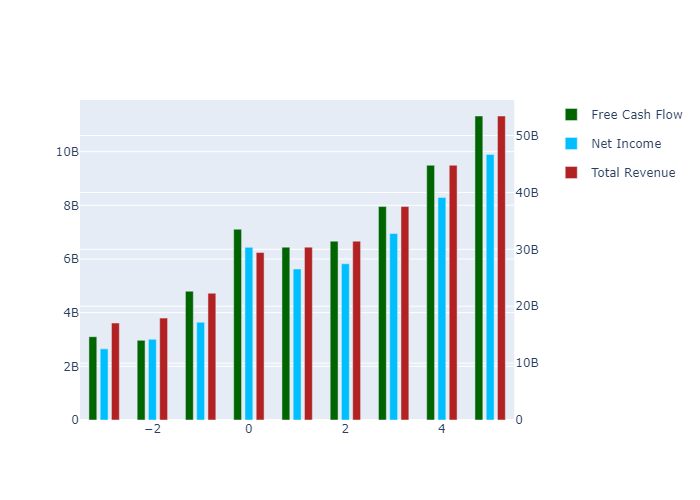 Free Cash Flow
Net Income
Total Revenue
10B
8B
6B
4B
2B
0
50B
40B
30B
20B
10B
0
−2
0
2
4